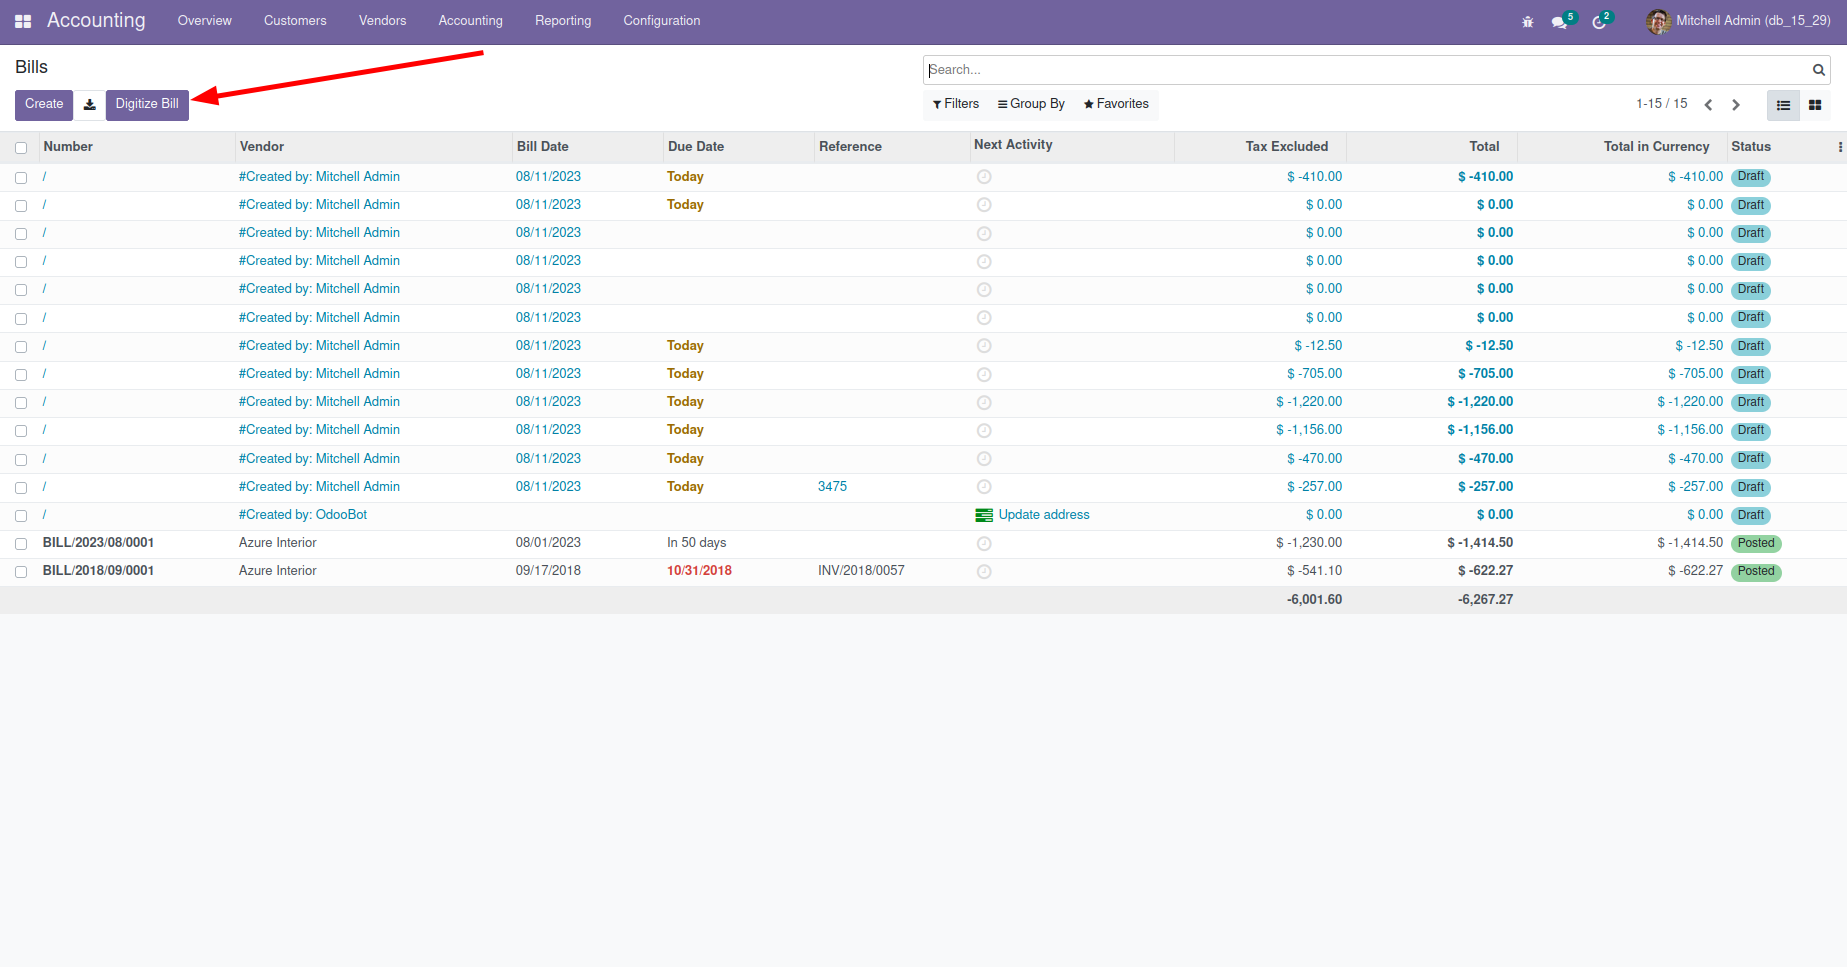 Accounting Overview Customers Vendors Accounting Reporting Configuration 5 2 Mitchell Admin (db_15_29)
Bills Search...
Create Digitize Bill Filters Group By Favorites 1-15 / 15
Number Vendor Bill Date Due Date Reference Next Activity Tax Excluded Total Total in Currency Status
/ #Created by: Mitchell Admin 08/11/2023 Today $ -410.00 $ -410.00 $ -410.00 Draft
/ #Created by: Mitchell Admin 08/11/2023 Today $ 0.00 $ 0.00 $ 0.00 Draft
/ #Created by: Mitchell Admin 08/11/2023 $ 0.00 $ 0.00 $ 0.00 Draft
/ #Created by: Mitchell Admin 08/11/2023 $ 0.00 $ 0.00 $ 0.00 Draft
/ #Created by: Mitchell Admin 08/11/2023 $ 0.00 $ 0.00 $ 0.00 Draft
/ #Created by: Mitchell Admin 08/11/2023 $ 0.00 $ 0.00 $ 0.00 Draft
/ #Created by: Mitchell Admin 08/11/2023 Today $ -12.50 $ -12.50 $ -12.50 Draft
/ #Created by: Mitchell Admin 08/11/2023 Today $ -705.00 $ -705.00 $ -705.00 Draft
/ #Created by: Mitchell Admin 08/11/2023 Today $ -1,220.00 $ -1,220.00 $ -1,220.00 Draft
/ #Created by: Mitchell Admin 08/11/2023 Today $ -1,156.00 $ -1,156.00 $ -1,156.00 Draft
/ #Created by: Mitchell Admin 08/11/2023 Today $ -470.00 $ -470.00 $ -470.00 Draft
/ #Created by: Mitchell Admin 08/11/2023 Today 3475 $ -257.00 $ -257.00 $ -257.00 Draft
/ #Created by: OdooBot Update address $ 0.00 $ 0.00 $ 0.00 Draft
BILL/2023/08/0001 Azure Interior 08/01/2023 In 50 days $ -1,230.00 $ -1,414.50 $ -1,414.50 Posted
BILL/2018/09/0001 Azure Interior 09/17/2018 10/31/2018 INV/2018/0057 $ -541.10 $ -622.27 $ -622.27 Posted
-6,001.60 -6,267.27